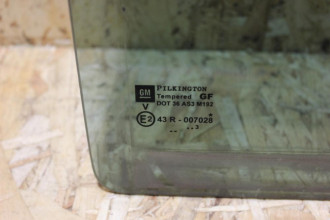 PILKINGTON
GM Tempered GF
V DOT 36 AS3 M192
E2 43 R - 007028